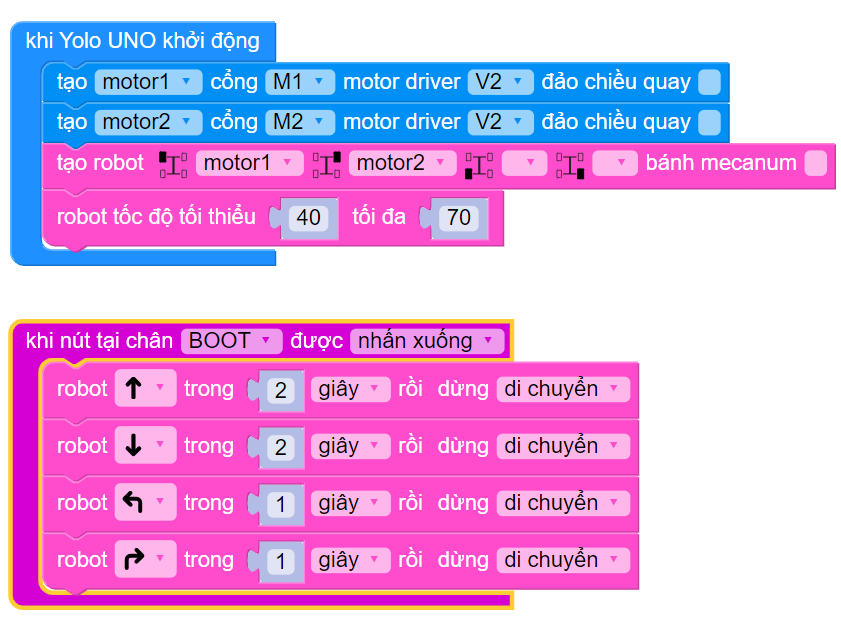 khi Yolo UNO khởi động
tạo motor1 cổng M1 motor driver V2 đảo chiều quay
tạo motor2 cổng M2 motor driver V2 đảo chiều quay
tạo robot motor1 motor2 bánh mecanum
robot tốc độ tối thiểu 40 tối đa 70
khi nút tại chân BOOT được nhấn xuống
robot trong 2 giây rồi dừng di chuyển
robot trong 2 giây rồi dừng di chuyển
robot trong 1 giây rồi dừng di chuyển
robot trong 1 giây rồi dừng di chuyển